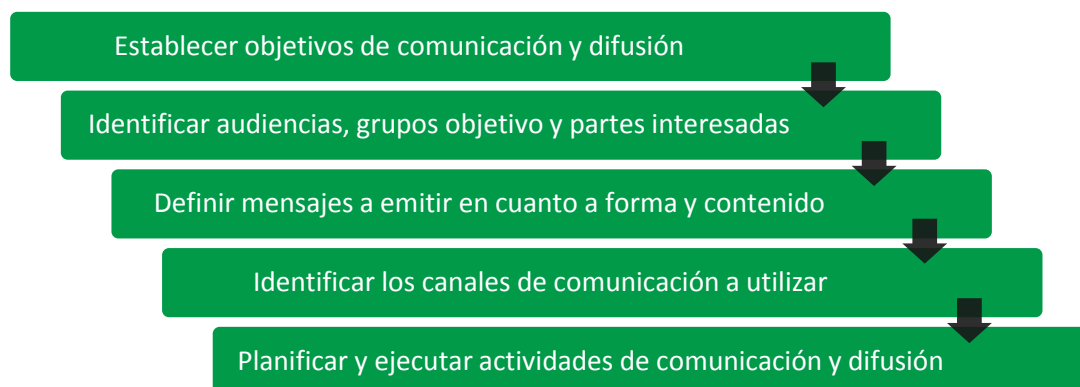 Establecer objetivos de comunicación y difusión
Identificar audiencias, grupos objetivo y partes interesadas
Definir mensajes a emitir en cuanto a forma y contenido
Identificar los canales de comunicación a utilizar
Planificar y ejecutar actividades de comunicación y difusión